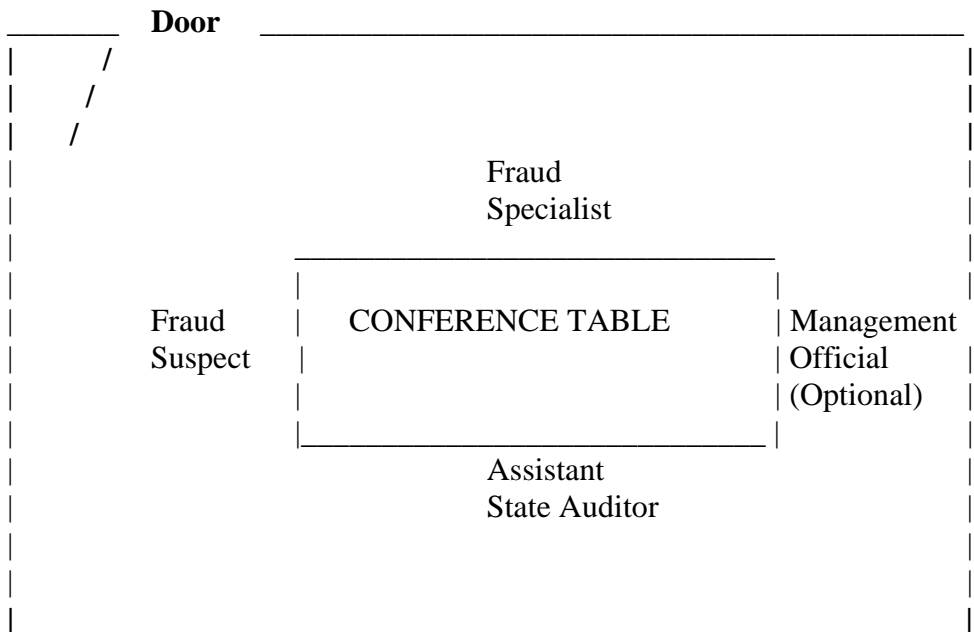 Door
Fraud
Specialist
Fraud CONFERENCE TABLE Management
Suspect Official
(Optional)
Assistant
State Auditor